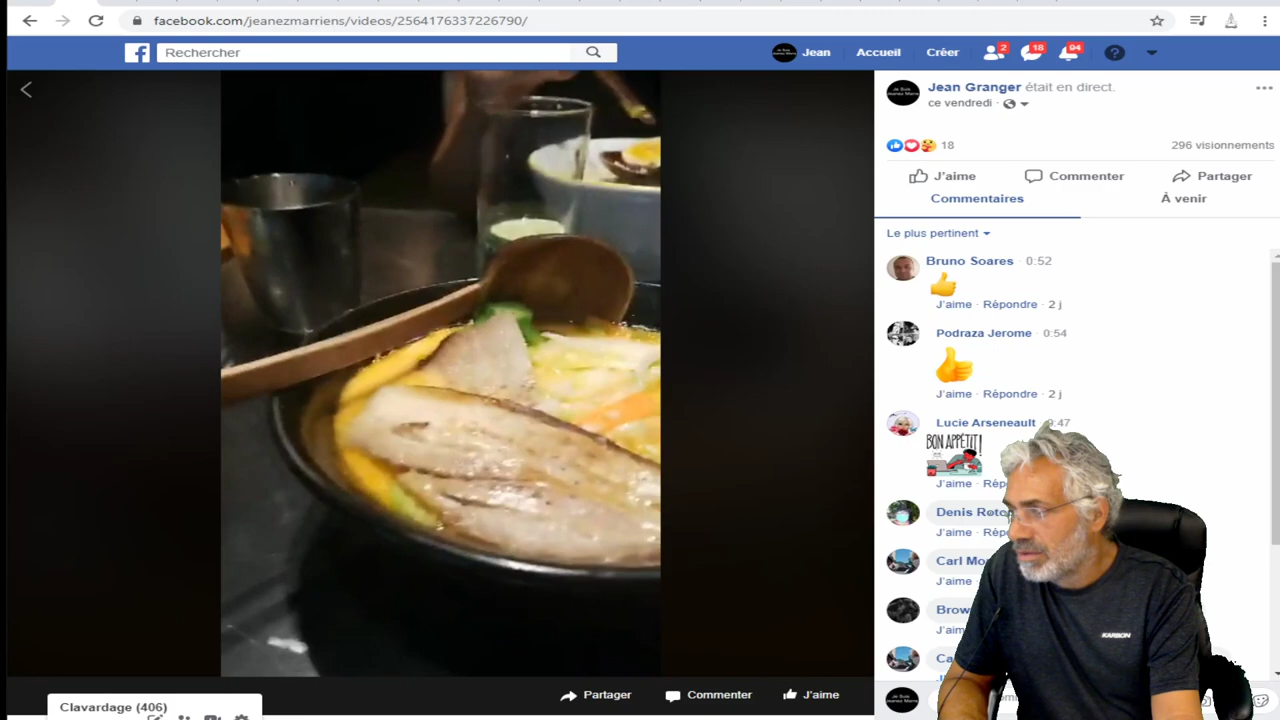 facebook.com/jeanezmarriens/videos/2564176337226790/
Rechercher
Jean Accueil Créer 2 18 94
Jean Granger était en direct.
ce vendredi
18 296 visionnements
J'aime Commenter Partager
Commentaires À venir
Le plus pertinent
Bruno Soares · 0:52
J'aime · Répondre · 2 j
Podraza Jerome · 0:54
J'aime · Répondre · 2 j
Lucie Arseneault 9:47
BON APPÉTIT!
J'aime
Denis
J'aime
Carl
J'aime
KARBON
Partager Commenter J'aime
Clavardage (406)